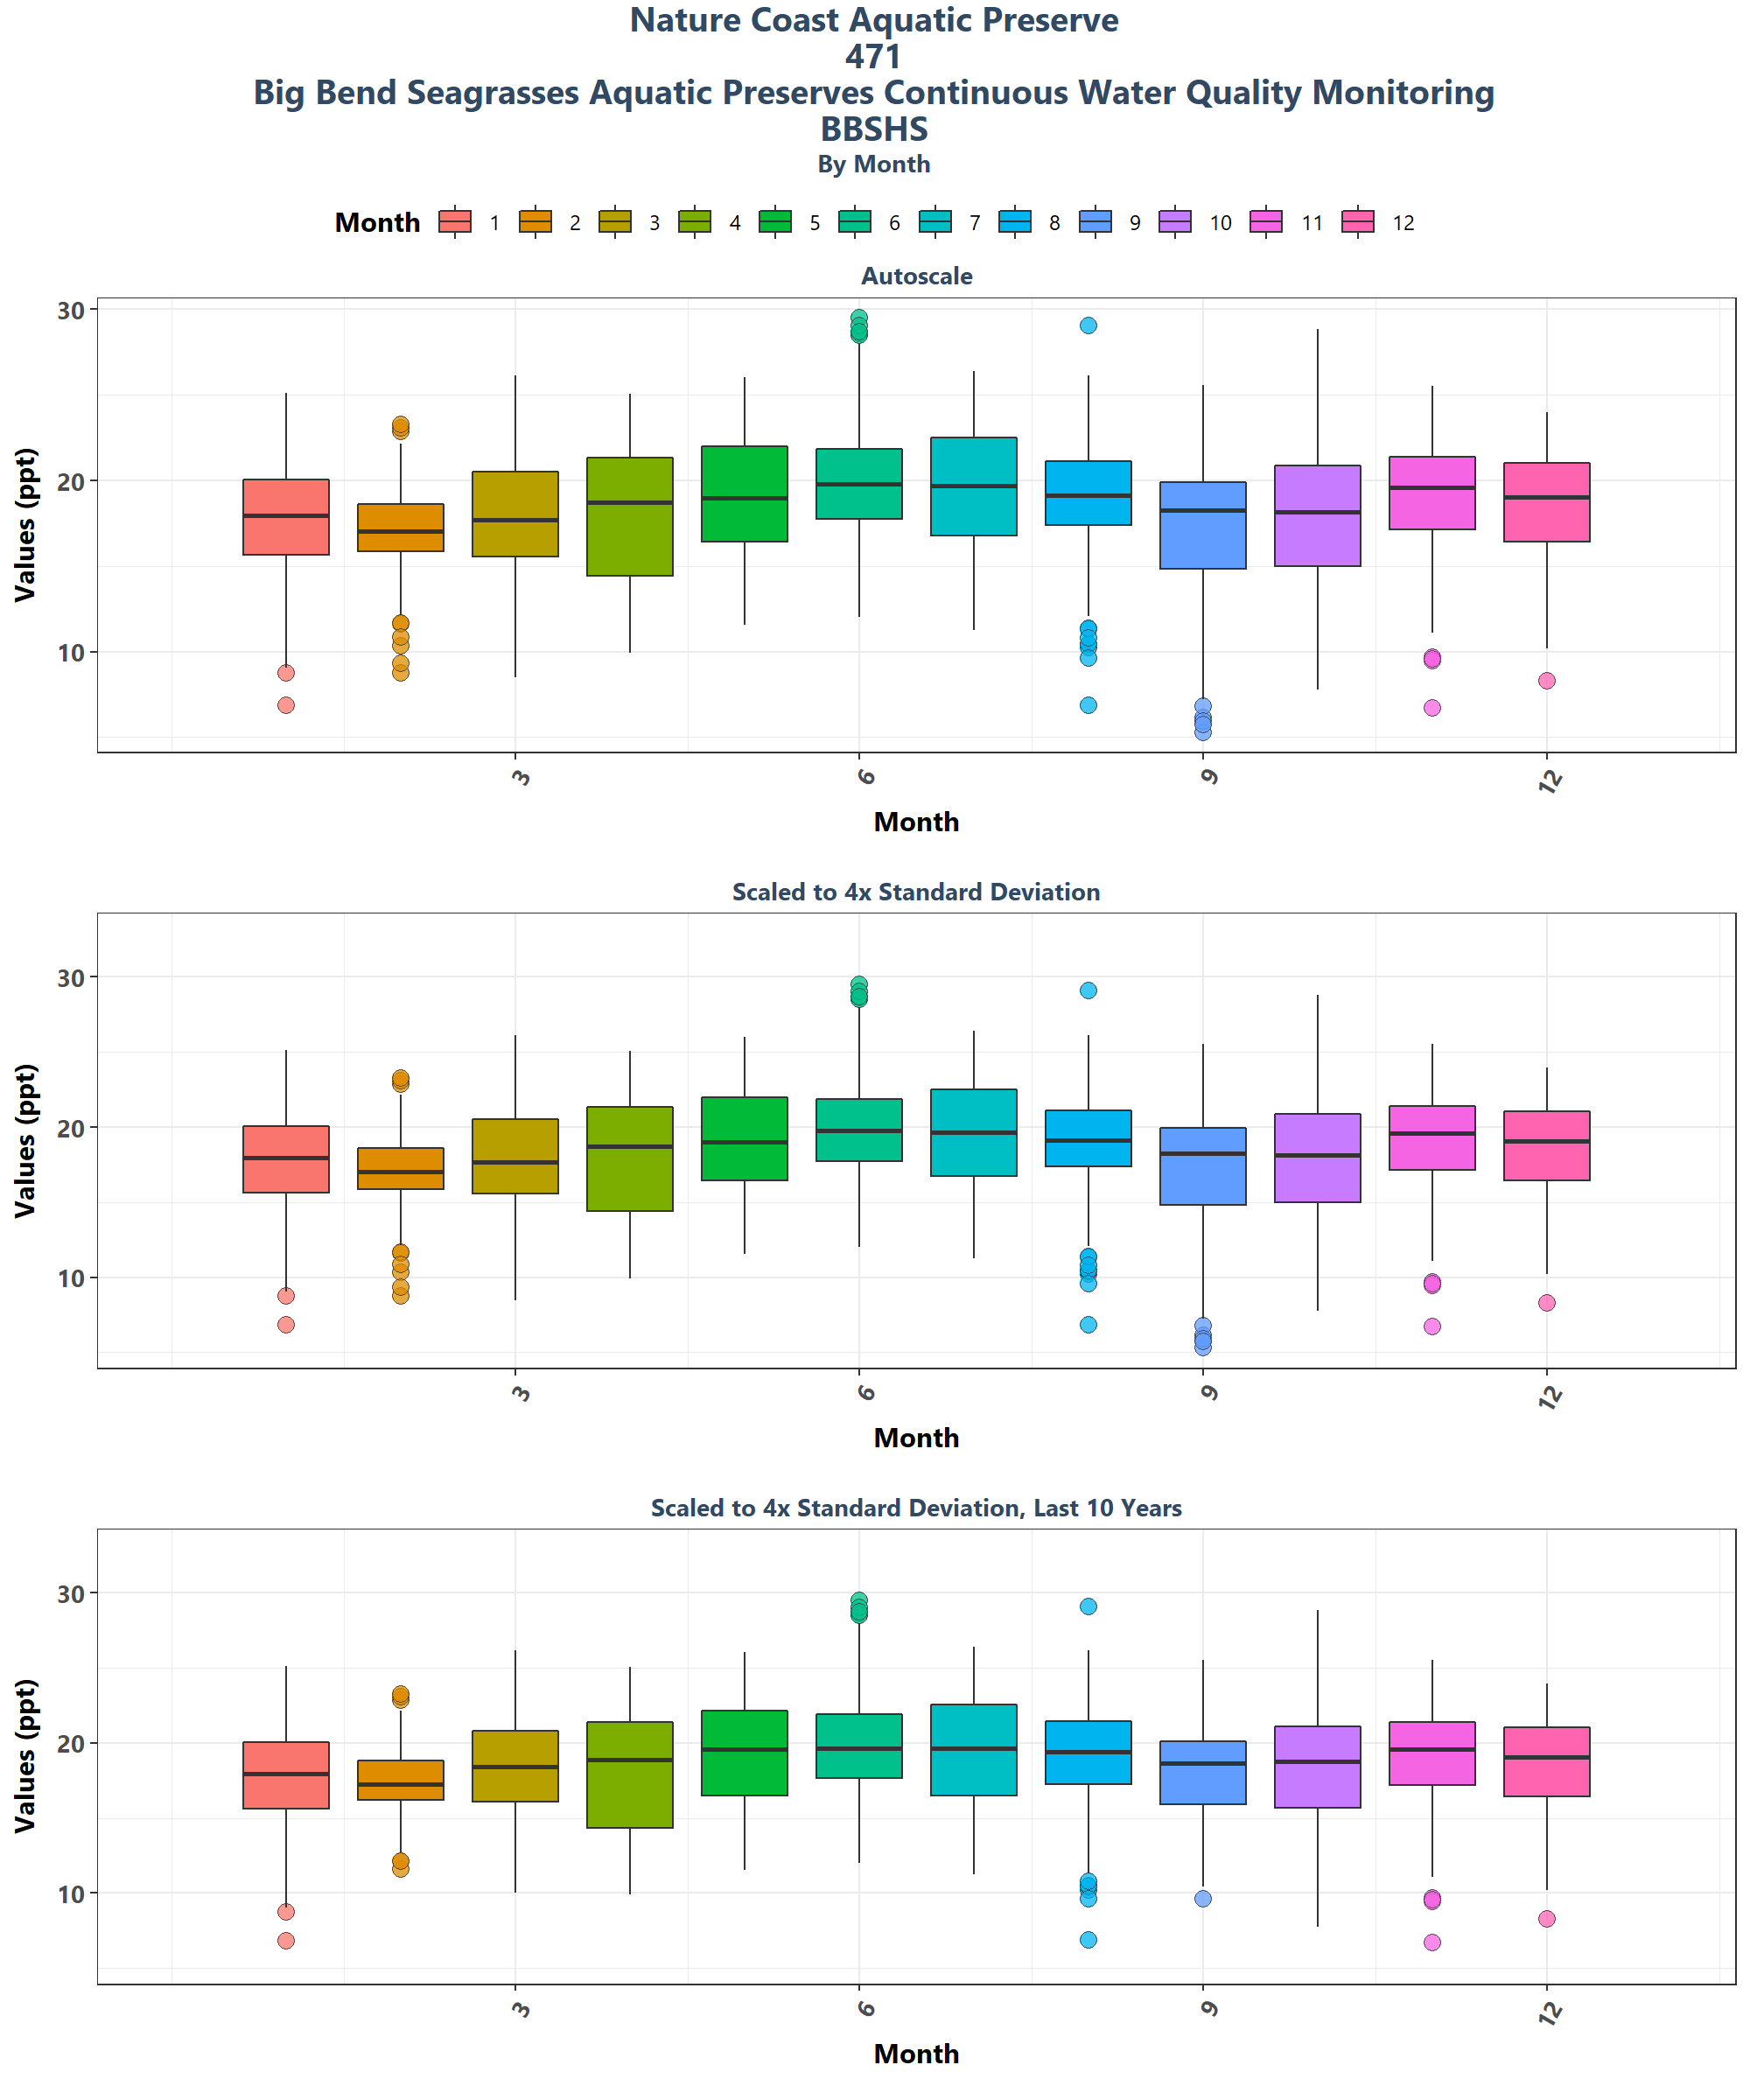 Nature Coast Aquatic Preserve
471
Big Bend Seagrasses Aquatic Preserves Continuous Water Quality Monitoring
BBSHS
By Month
Month 1 2 3 4 5 6 7 8 9 10 11 12
Autoscale
Values (ppt)
30
20
10
3 6 9 12
Month
Scaled to 4x Standard Deviation
Values (ppt)
30
20
10
3 6 9 12
Month
Scaled to 4x Standard Deviation, Last 10 Years
Values (ppt)
30
20
10
3 6 9 12
Month